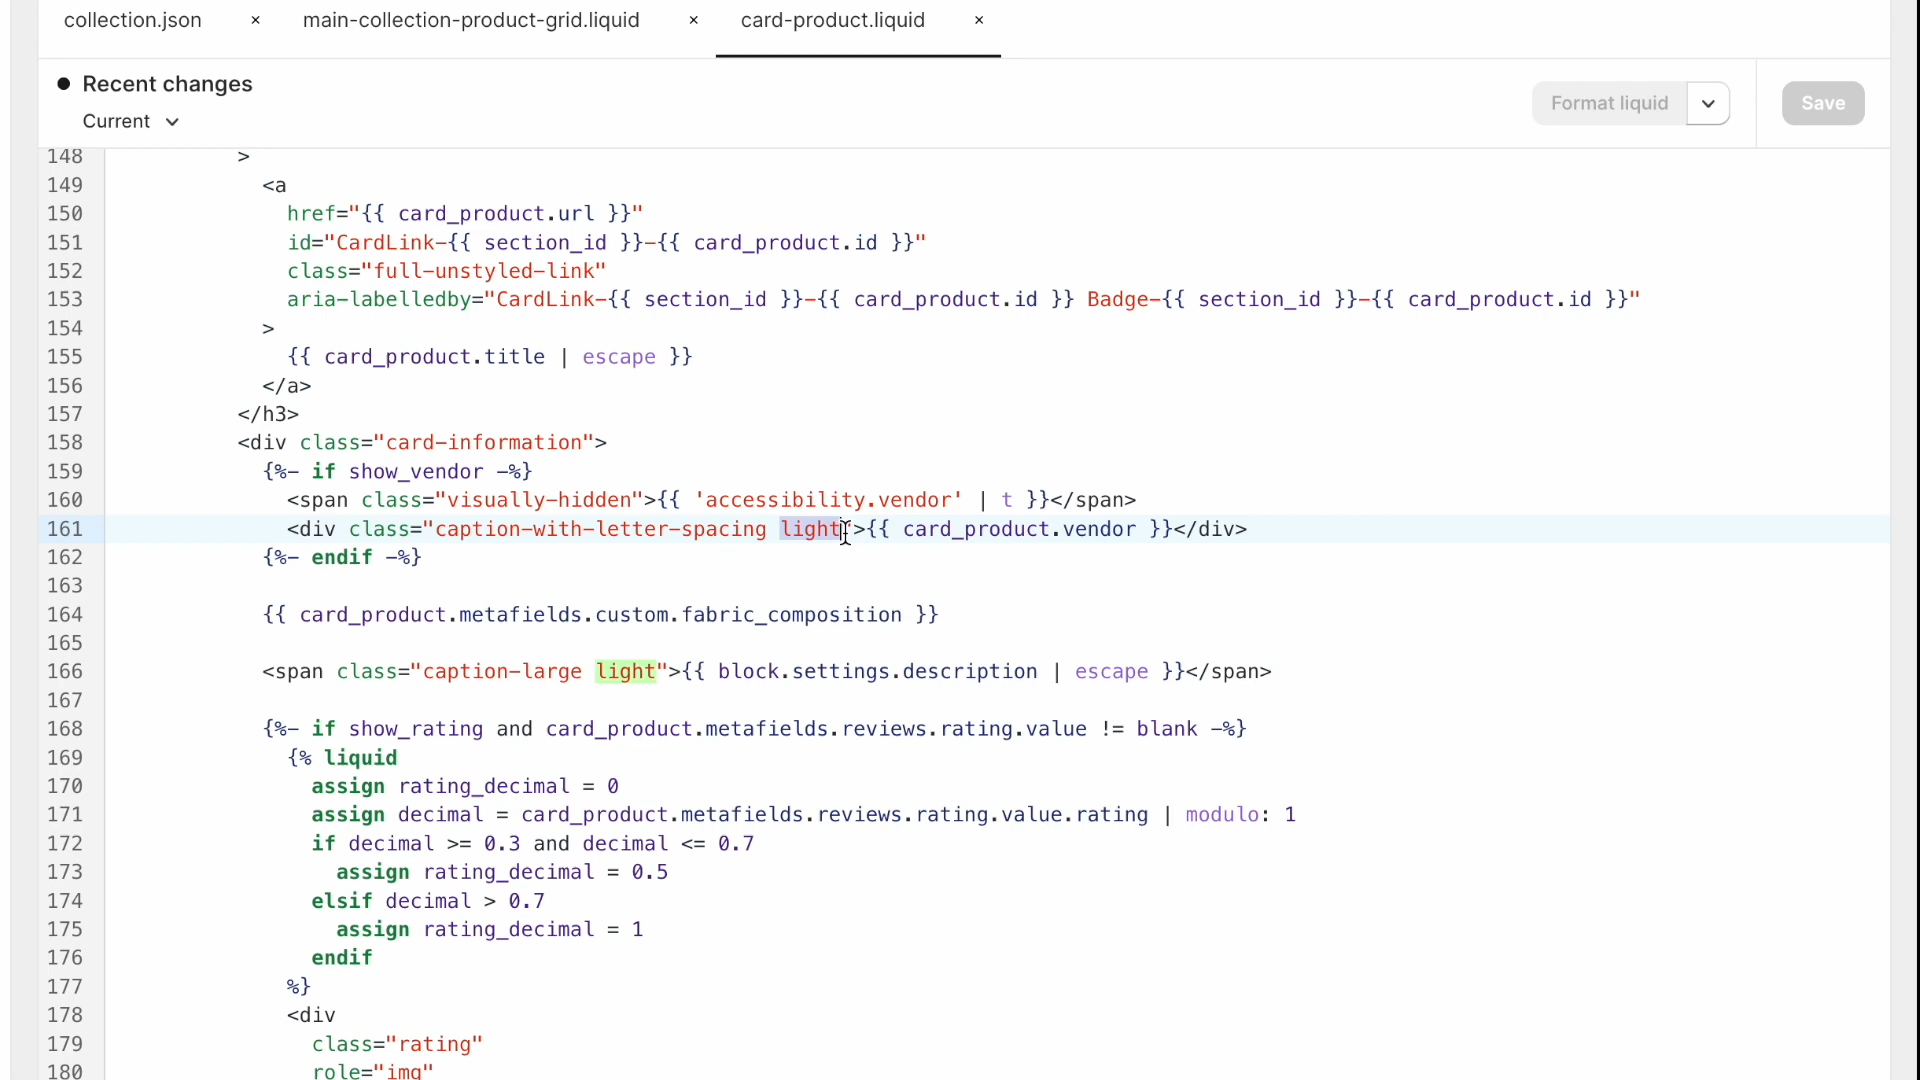 collection.json × main-collection-product-grid.liquid × card-product.liquid ×
Recent changes
Current
Format liquid
Save
148 >
149 <a
150 href="{{ card_product.url }}"
151 id="CardLink-{{ section_id }}-{{ card_product.id }}"
152 class="full-unstyled-link"
153 aria-labelledby="CardLink-{{ section_id }}-{{ card_product.id }} Badge-{{ section_id }}-{{ card_product.id }}"
154 >
155 {{ card_product.title | escape }}
156 </a>
157 </h3>
158 <div class="card-information">
159 {%- if show_vendor -%}
160 <span class="visually-hidden">{{ 'accessibility.vendor' | t }}</span>
161 <div class="caption-with-letter-spacing light">{{ card_product.vendor }}</div>
162 {%- endif -%}
163
164 {{ card_product.metafields.custom.fabric_composition }}
165
166 <span class="caption-large light">{{ block.settings.description | escape }}</span>
167
168 {%- if show_rating and card_product.metafields.reviews.rating.value != blank -%}
169 {% liquid
170 assign rating_decimal = 0
171 assign decimal = card_product.metafields.reviews.rating.value.rating | modulo: 1
172 if decimal >= 0.3 and decimal <= 0.7
173 assign rating_decimal = 0.5
174 elsif decimal > 0.7
175 assign rating_decimal = 1
176 endif
177 %}
178 <div
179 class="rating"
180 role="img"